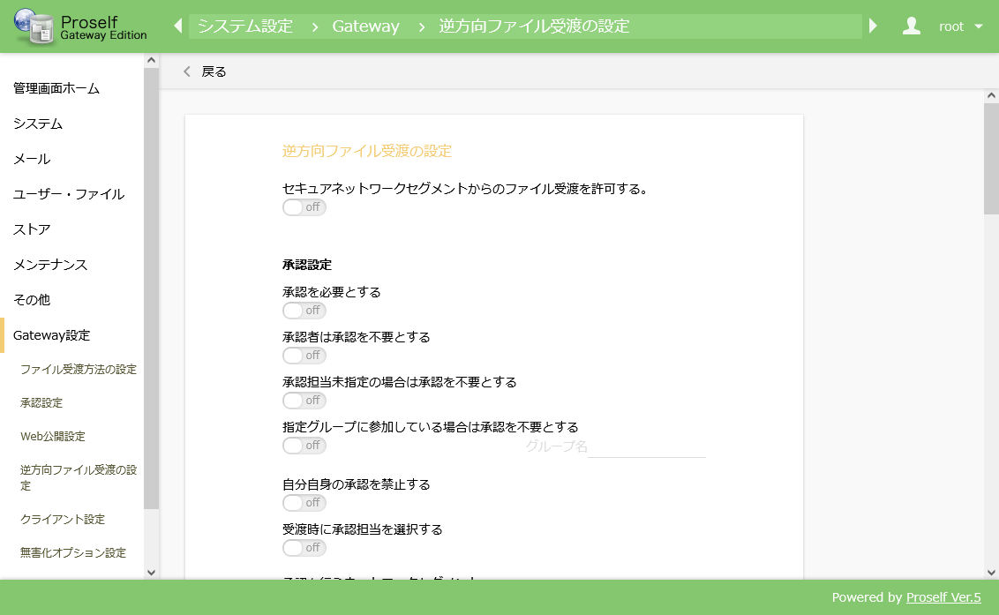 Proself
Gateway Edition
システム設定 > Gateway > 逆方向ファイル受渡の設定
root
管理画面ホーム
システム
メール
ユーザー・ファイル
ストア
メンテナンス
その他
Gateway設定
ファイル受渡方法の設定
承認設定
Web公開設定
逆方向ファイル受渡の設
定
クライアント設定
無害化オプション設定
戻る
逆方向ファイル受渡の設定
セキュアネットワークセグメントからのファイル受渡を許可する。
off
承認設定
承認を必要とする
off
承認者は承認を不要とする
off
承認担当未指定の場合は承認を不要とする
off
指定グループに参加している場合は承認を不要とする
off グループ名
自分自身の承認を禁止する
off
受渡時に承認担当を選択する
off
Powered by Proself Ver.5